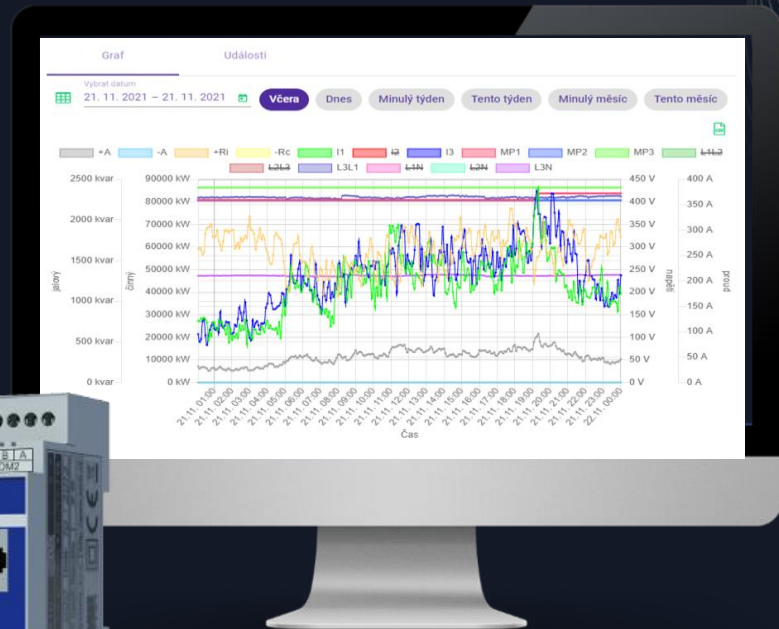 Graf Události
Vybrat datum
21. 11. 2021 – 21. 11. 2021 Včera Dnes Minulý týden Tento týden Minulý měsíc Tento měsíc
+A -A +Ri -Rc I1 I2 I3 MP1 MP2 MP3 L1L2
L2L3 L3L1 L1N L2N L3N
2500 kvar 90000 kW 450 V 400 A
80000 kW 400 V
350 A
2000 kvar 70000 kW 350 V
300 A
60000 kW 300 V
1500 kvar 250 A
50000 kW 250 V
jalový činný napětí proud
200 A
1000 kvar 40000 kW 200 V
150 A
30000 kW 150 V
500 kvar 20000 kW 100 V 100 A
10000 kW 50 V 50 A
0 kvar 0 kW 0 V 0 A
21. 11. 01:00 21. 11. 02:00 21. 11. 03:00 21. 11. 04:00 21. 11. 05:00 21. 11. 06:00 21. 11. 07:00 21. 11. 08:00 21. 11. 09:00 21. 11. 10:00 21. 11. 11:00 21. 11. 12:00 21. 11. 13:00 21. 11. 14:00 21. 11. 15:00 21. 11. 16:00 21. 11. 17:00 21. 11. 18:00 21. 11. 19:00 21. 11. 20:00 21. 11. 21:00 21. 11. 22:00 21. 11. 23:00 22. 11. 00:00
Čas
B A
OM2
CE